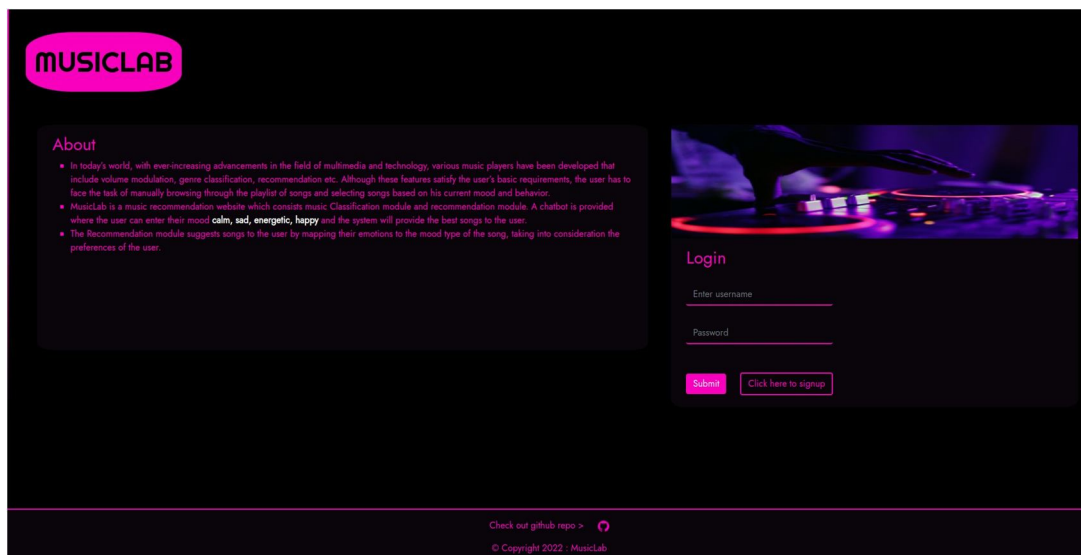 MUSICLAB
About
In today's world, with ever-increasing advancements in the field of multimedia and technology, various music players have been developed that
include volume modulation, genre classification, recommendation etc. Although these features satisfy the user's basic requirements, the user has to
face the task of manually browsing through the playlist of songs and selecting songs based on his current mood and behavior.
MusicLab is a music recommendation website which consists music Classification module and recommendation module. A chatbot is provided
where the user can enter their mood calm, sad, energetic, happy and the system will provide the best songs to the user.
The Recommendation module suggests songs to the user by mapping their emotions to the mood type of the song, taking into consideration the
preferences of the user.
Login
Enter username
Password
Submit
Click here to signup
Check out github repo >
© Copyright 2022 : MusicLab